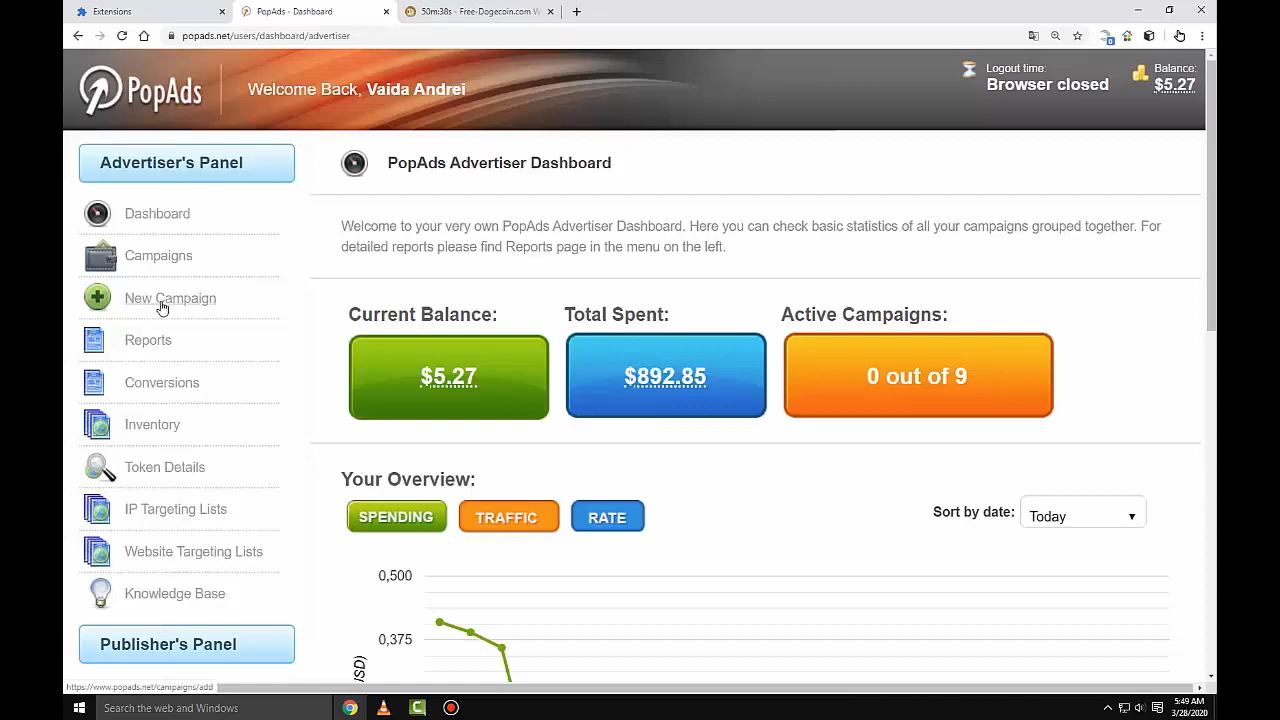 Extensions
PopAds - Dashboard
50m:38s - Free-Dogecoin.com W
popads.net/users/dashboard/advertiser
PopAds
Welcome Back, Vaida Andrei
Logout time:
Browser closed
Balance:
$5.27
Advertiser's Panel
Dashboard
Campaigns
New Campaign
Reports
Conversions
Inventory
Token Details
IP Targeting Lists
Website Targeting Lists
Knowledge Base
Publisher's Panel
PopAds Advertiser Dashboard
Welcome to your very own PopAds Advertiser Dashboard. Here you can check basic statistics of all your campaigns grouped together. For
detailed reports please find Reports page in the menu on the left.
Current Balance:
$5.27
Total Spent:
$892.85
Active Campaigns:
0 out of 9
Your Overview:
SPENDING
TRAFFIC
RATE
Sort by date:
Today
0,500
0,375
USD)
https://www.popads.net/campaigns/add
Search the web and Windows
5:49 AM
3/28/2020